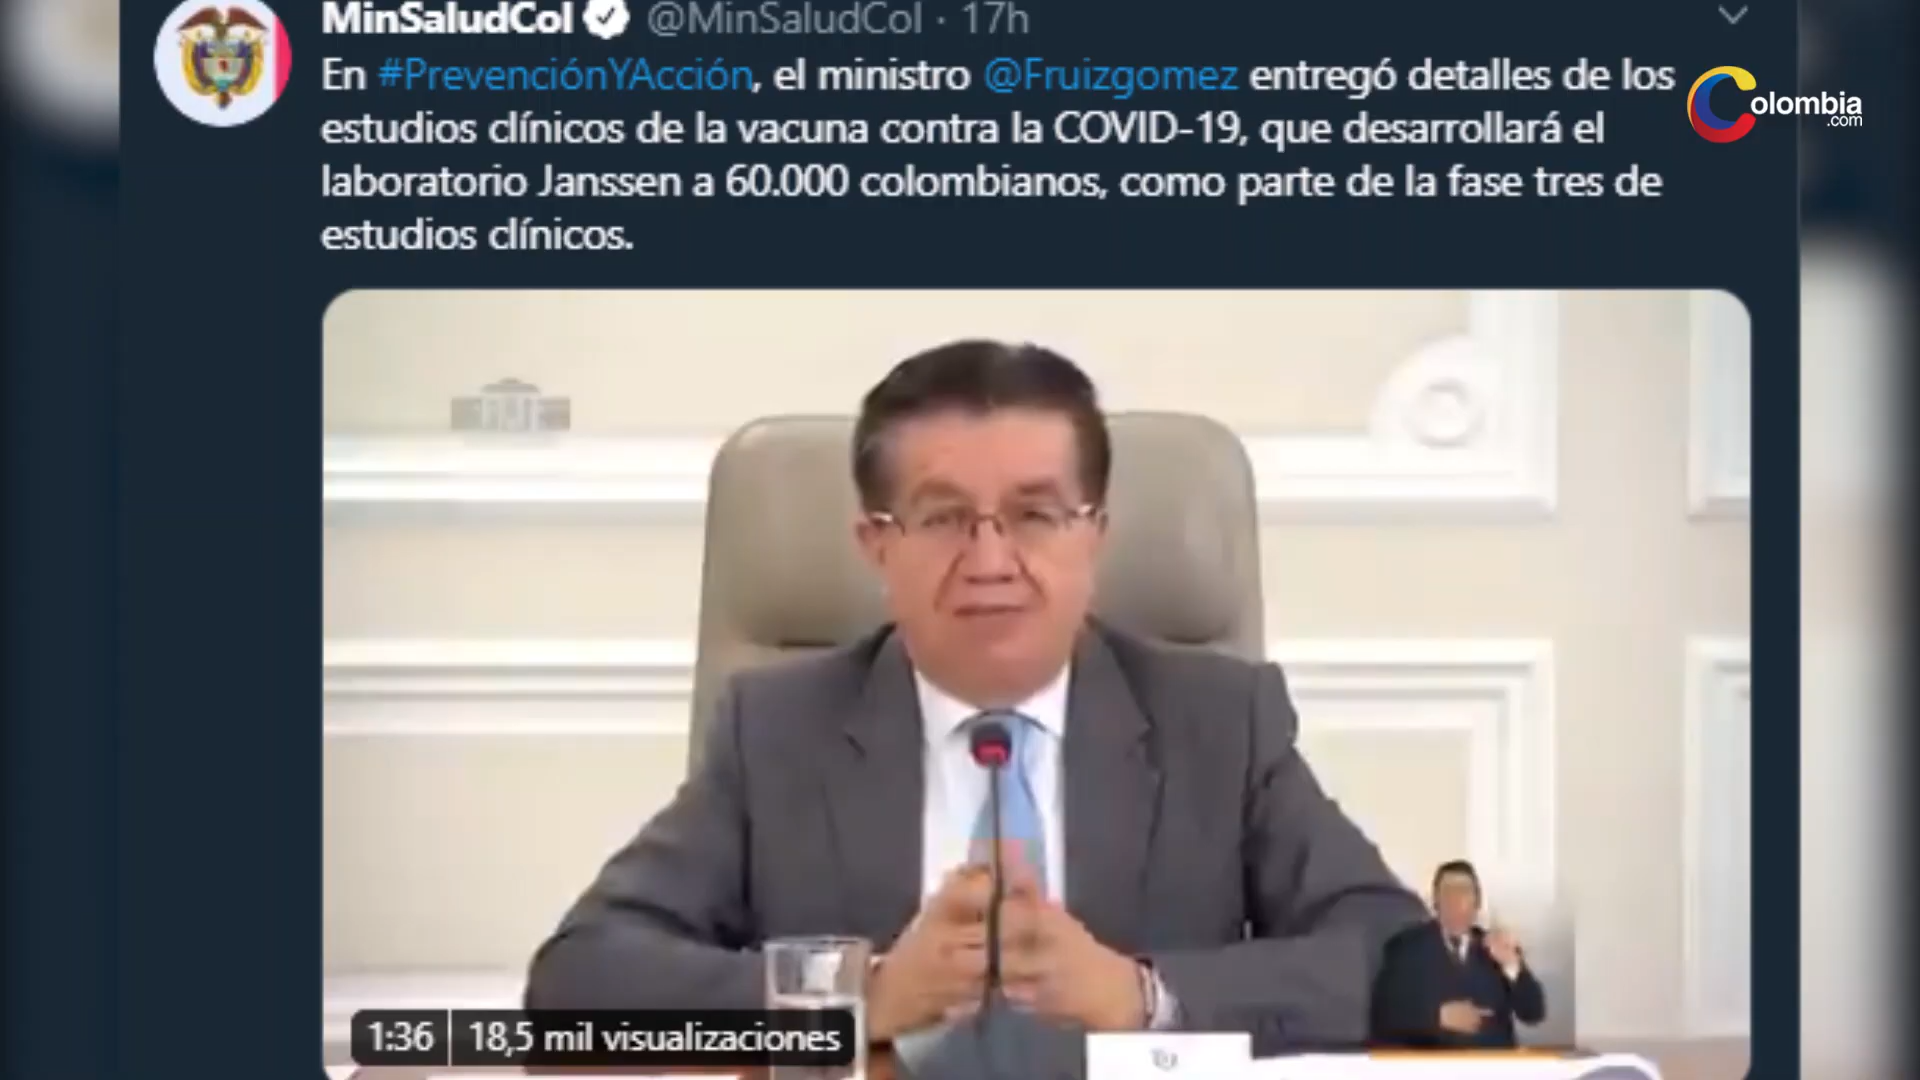 MinSaludCol @MinSaludCol · 17h
En #PrevenciónYAcción, el ministro @Fruizgomez entregó detalles de los
estudios clínicos de la vacuna contra la COVID-19, que desarrollará el
laboratorio Janssen a 60.000 colombianos, como parte de la fase tres de
estudios clínicos.
Colombia
.com
1:36 18,5 mil visualizaciones